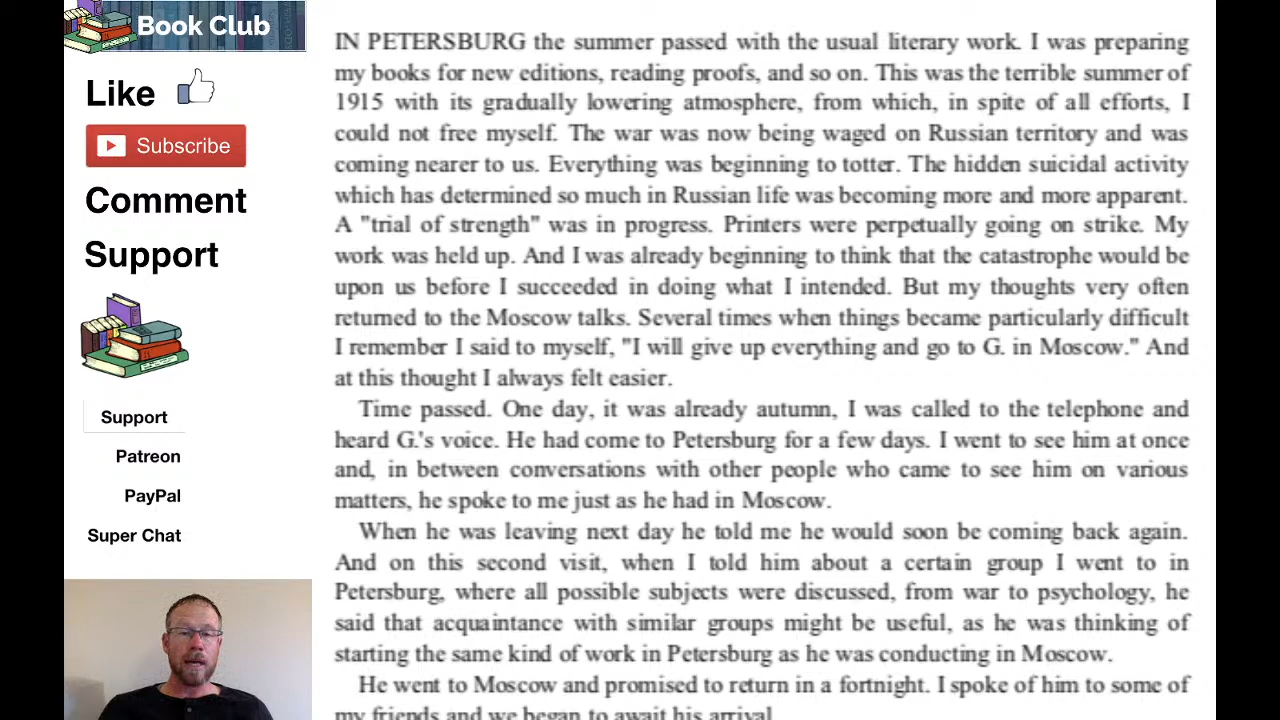 Book Club
Like
Subscribe
Comment
Support
Support
Patreon
PayPal
Super Chat
IN PETERSBURG the summer passed with the usual literary work. I was preparing
my books for new editions, reading proofs, and so on. This was the terrible summer of
1915 with its gradually lowering atmosphere, from which, in spite of all efforts, I
could not free myself. The war was now being waged on Russian territory and was
coming nearer to us. Everything was beginning to totter. The hidden suicidal activity
which has determined so much in Russian life was becoming more and more apparent.
A "trial of strength" was in progress. Printers were perpetually going on strike. My
work was held up. And I was already beginning to think that the catastrophe would be
upon us before I succeeded in doing what I intended. But my thoughts very often
returned to the Moscow talks. Several times when things became particularly difficult
I remember I said to myself, "I will give up everything and go to G. in Moscow." And
at this thought I always felt easier.
Time passed. One day, it was already autumn, I was called to the telephone and
heard G.'s voice. He had come to Petersburg for a few days. I went to see him at once
and, in between conversations with other people who came to see him on various
matters, he spoke to me just as he had in Moscow.
When he was leaving next day he told me he would soon be coming back again.
And on this second visit, when I told him about a certain group I went to in
Petersburg, where all possible subjects were discussed, from war to psychology, he
said that acquaintance with similar groups might be useful, as he was thinking of
starting the same kind of work in Petersburg as he was conducting in Moscow.
He went to Moscow and promised to return in a fortnight. I spoke of him to some of
my friends and we began to await his arrival